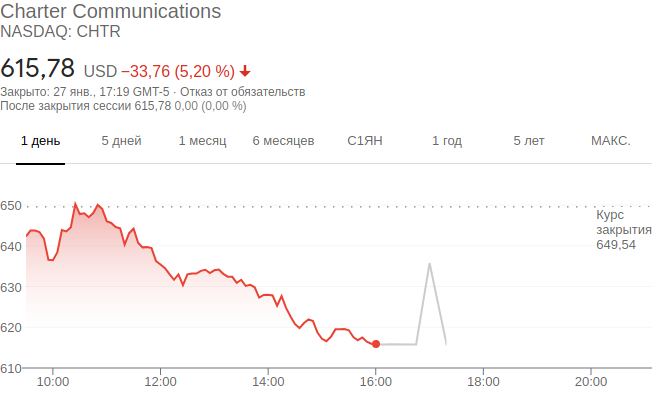 Charter Communications
NASDAQ: CHTR
615,78 USD −33,76 (5,20 %)
Закрыто: 27 янв., 17:19 GMT-5 · Отказ от обязательств
После закрытия сессии 615,78 0,00 (0,00 %)
1 день 5 дней 1 месяц 6 месяцев С1ЯН 1 год 5 лет МАКС.
650
Курс
закрытия
649,54
640
630
620
610
10:00 12:00 14:00 16:00 18:00 20:00